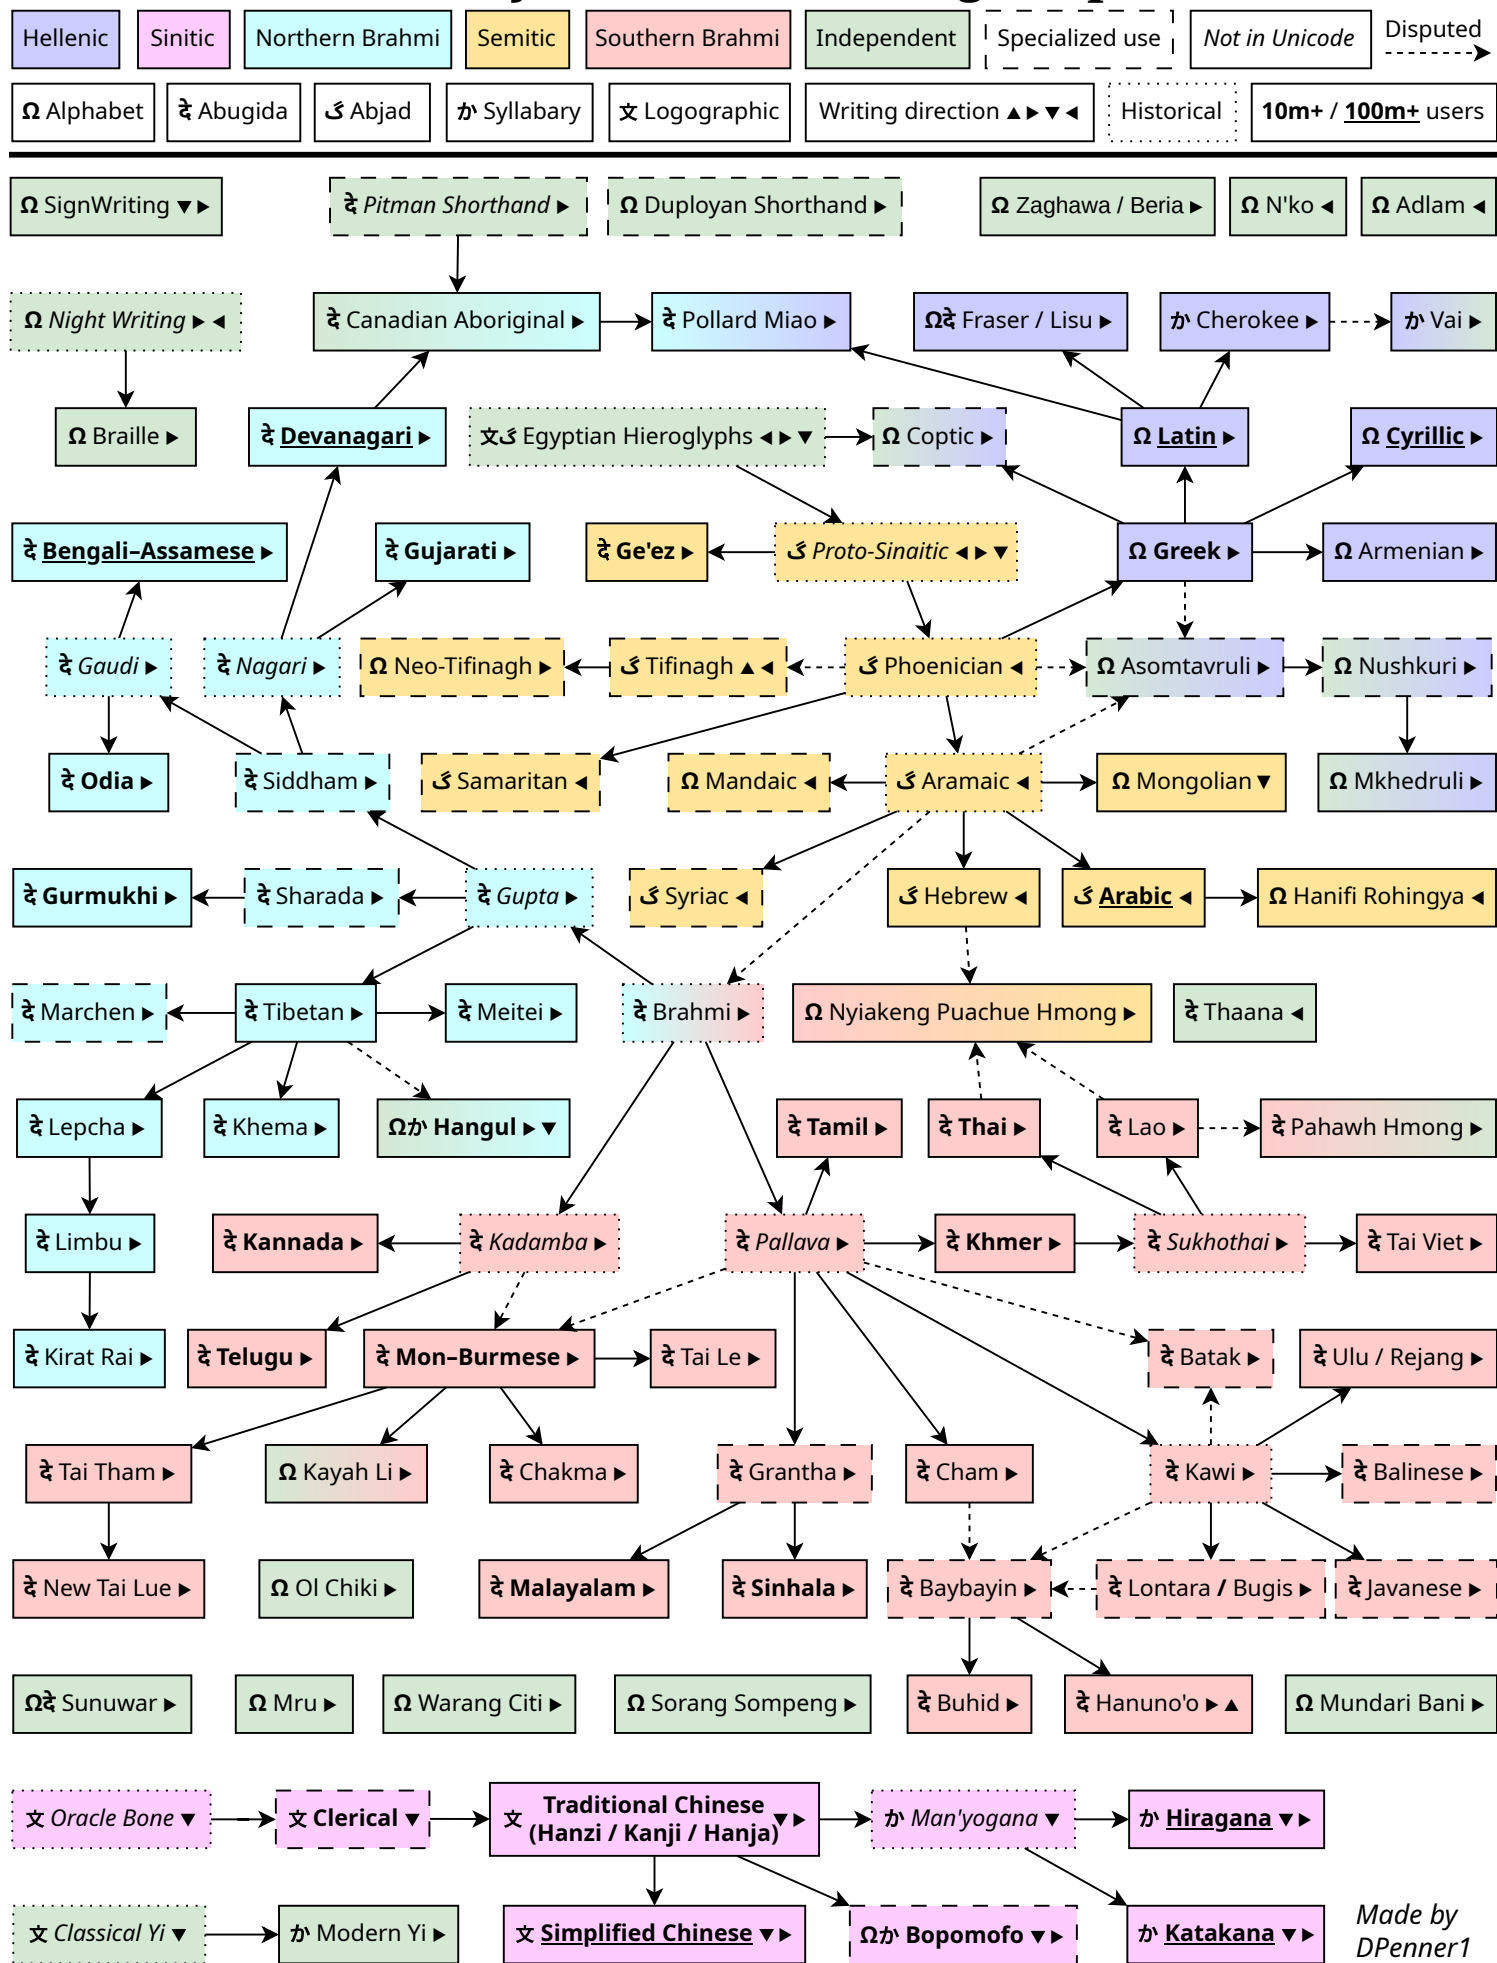 Hellenic Sinitic Northern Brahmi Semitic Southern Brahmi Independent Specialized use Not in Unicode Disputed
Ω Alphabet दे Abugida گ Abjad か Syllabary 文 Logographic Writing direction ▲▶▼◀ Historical 10m+ / 100m+ users
Ω SignWriting ▼▶ दे Pitman Shorthand ▶ Ω Duployan Shorthand ▶ Ω Zaghawa / Beria ▶ Ω N'ko ◀ Ω Adlam ◀
Ω Night Writing ▶◀ दे Canadian Aboriginal ▶ दे Pollard Miao ▶ Ωदे Fraser / Lisu ▶ か Cherokee ▶ か Vai ▶
Ω Braille ▶ दे Devanagari ▶ 文گ Egyptian Hieroglyphs ◀▶▼ Ω Coptic ▶ Ω Latin ▶ Ω Cyrillic ▶
दे Bengali–Assamese ▶ दे Gujarati ▶ दे Ge'ez ▶ گ Proto-Sinaitic ◀▶▼ Ω Greek ▶ Ω Armenian ▶
दे Gaudi ▶ दे Nagari ▶ Ω Neo-Tifinagh ▶ گ Tifinagh ▲◀ گ Phoenician ◀ Ω Asomtavruli ▶ Ω Nushkuri ▶
दे Odia ▶ दे Siddham ▶ گ Samaritan ◀ Ω Mandaic ◀ گ Aramaic ◀ Ω Mongolian ▼ Ω Mkhedruli ▶
दे Gurmukhi ▶ दे Sharada ▶ दे Gupta ▶ گ Syriac ◀ گ Hebrew ◀ گ Arabic ◀ Ω Hanifi Rohingya ◀
दे Marchen ▶ दे Tibetan ▶ दे Meitei ▶ दे Brahmi ▶ Ω Nyiakeng Puachue Hmong ▶ दे Thaana ◀
दे Lepcha ▶ दे Khema ▶ Ωか Hangul ▶▼ दे Tamil ▶ दे Thai ▶ दे Lao ▶ दे Pahawh Hmong ▶
दे Limbu ▶ दे Kannada ▶ दे Kadamba ▶ दे Pallava ▶ दे Khmer ▶ दे Sukhothai ▶ दे Tai Viet ▶
दे Kirat Rai ▶ दे Telugu ▶ दे Mon–Burmese ▶ दे Tai Le ▶ दे Batak ▶ दे Ulu / Rejang ▶
दे Tai Tham ▶ Ω Kayah Li ▶ दे Chakma ▶ दे Grantha ▶ दे Cham ▶ दे Kawi ▶ दे Balinese ▶
दे New Tai Lue ▶ Ω Ol Chiki ▶ दे Malayalam ▶ दे Sinhala ▶ दे Baybayin ▶ दे Lontara / Bugis ▶ दे Javanese ▶
Ωदे Sunuwar ▶ Ω Mru ▶ Ω Warang Citi ▶ Ω Sorang Sompeng ▶ दे Buhid ▶ दे Hanuno'o ▶▲ Ω Mundari Bani ▶
文 Oracle Bone ▼ 文 Clerical ▼ 文 Traditional Chinese ▼▶ か Man'yogana ▼ か Hiragana ▼▶
(Hanzi / Kanji / Hanja)
文 Classical Yi ▼ か Modern Yi ▶ 文 Simplified Chinese ▼▶ Ωか Bopomofo ▼▶ か Katakana ▼▶
Made by
DPenner1